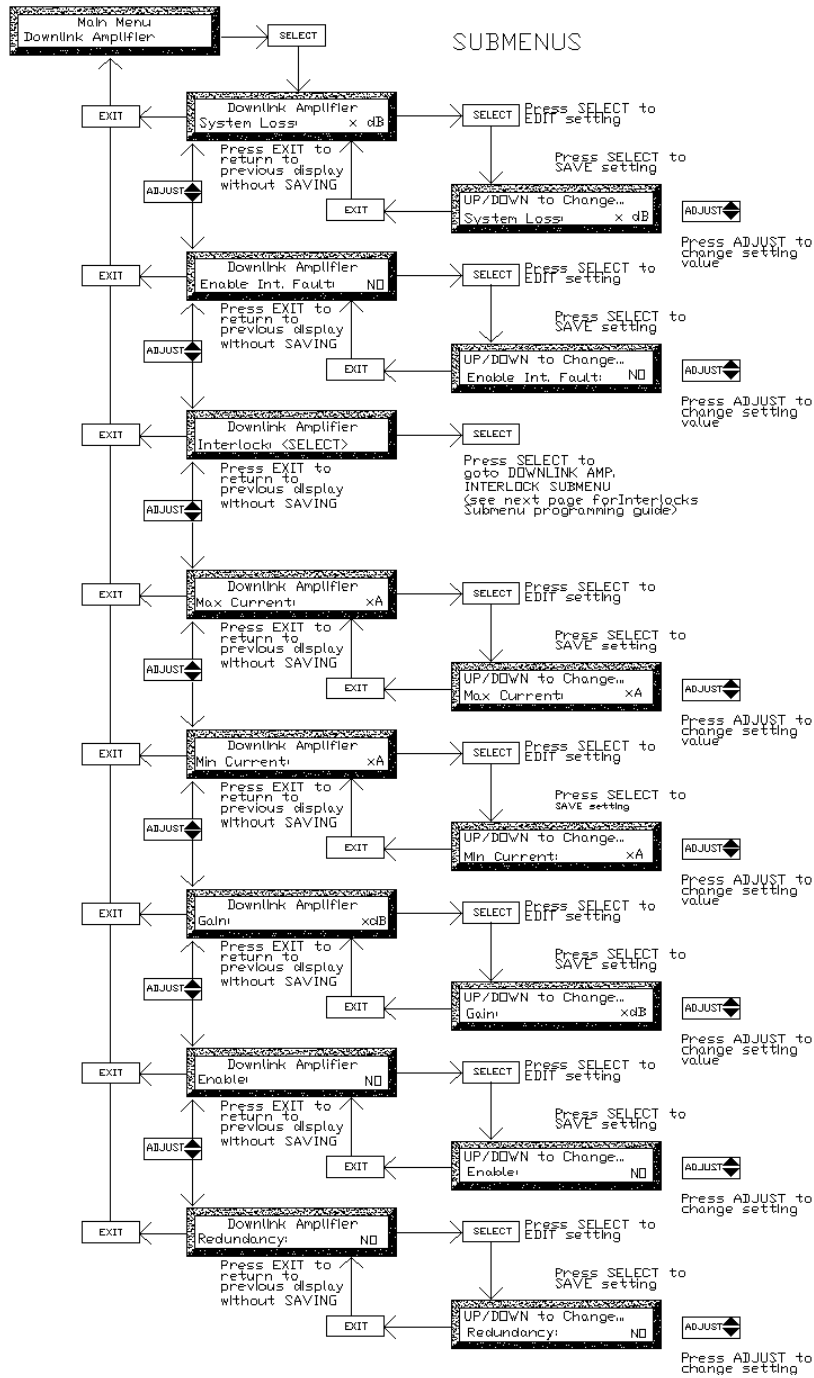 Main Menu
Downlink Amplifier
SELECT
SUBMENUS
EXIT
Downlink Amplifier
System Loss: x dB
SELECT
Press SELECT to
EDIT setting
Press EXIT to
return to
previous display
without SAVING
ADJUST
EXIT
Press SELECT to
SAVE setting
UP/DOWN to Change...
System Loss: x dB
ADJUST
Press ADJUST to
change setting
value
EXIT
Downlink Amplifier
Enable Int. Fault: NO
SELECT
Press SELECT to
EDIT setting
Press EXIT to
return to
previous display
without SAVING
ADJUST
EXIT
Press SELECT to
SAVE setting
UP/DOWN to Change...
Enable Int. Fault: NO
ADJUST
Press ADJUST to
change setting
value
EXIT
Downlink Amplifier
Interlock: <SELECT>
SELECT
Press EXIT to
return to
previous display
without SAVING
ADJUST
Press SELECT to
goto DOWNLINK AMP.
INTERLOCK SUBMENU
(see next page forInterlocks
Submenu programming guide)
EXIT
Downlink Amplifier
Max Current: xA
SELECT
Press SELECT to
EDIT setting
Press EXIT to
return to
previous display
without SAVING
ADJUST
EXIT
Press SELECT to
SAVE setting
UP/DOWN to Change...
Max Current: xA
ADJUST
Press ADJUST to
change setting
value
EXIT
Downlink Amplifier
Min Current: xA
SELECT
Press SELECT to
EDIT setting
Press EXIT to
return to
previous display
without SAVING
ADJUST
EXIT
Press SELECT to
SAVE setting
UP/DOWN to Change...
Min Current: xA
ADJUST
Press ADJUST to
change setting
value
EXIT
Downlink Amplifier
Gain: xdB
SELECT
Press SELECT to
EDIT setting
Press EXIT to
return to
previous display
without SAVING
ADJUST
EXIT
Press SELECT to
SAVE setting
UP/DOWN to Change...
Gain: xdB
ADJUST
Press ADJUST to
change setting
value
EXIT
Downlink Amplifier
Enable: NO
SELECT
Press SELECT to
EDIT setting
Press EXIT to
return to
previous display
without SAVING
ADJUST
EXIT
Press SELECT to
SAVE setting
UP/DOWN to Change...
Enable: NO
ADJUST
Press ADJUST to
change setting
EXIT
Downlink Amplifier
Redundancy: NO
SELECT
Press SELECT to
EDIT setting
Press EXIT to
return to
previous display
without SAVING
EXIT
Press SELECT to
SAVE setting
UP/DOWN to Change...
Redundancy: NO
ADJUST
Press ADJUST to
change setting